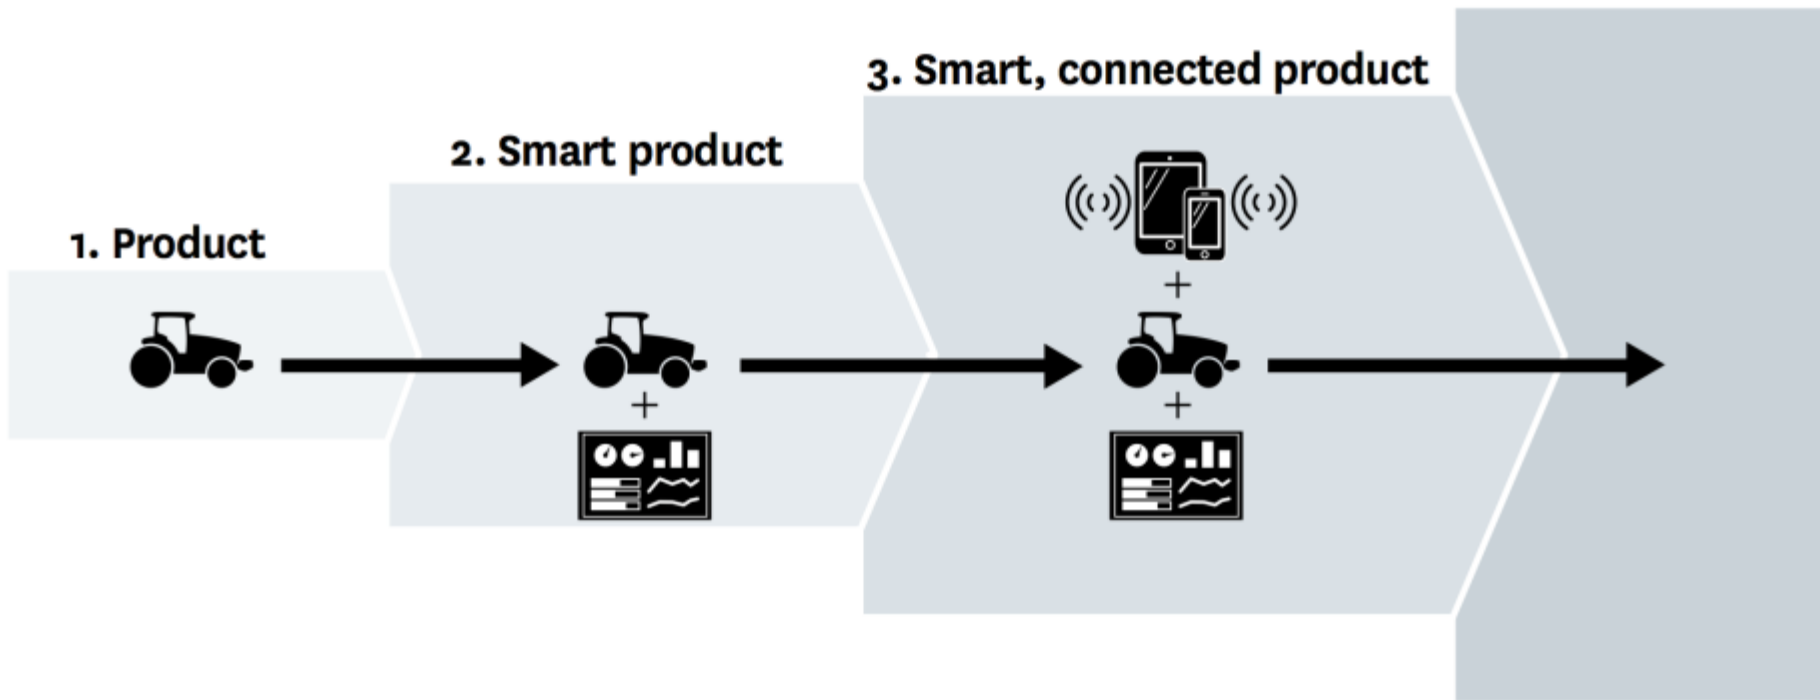 1. Product
2. Smart product
3. Smart, connected product